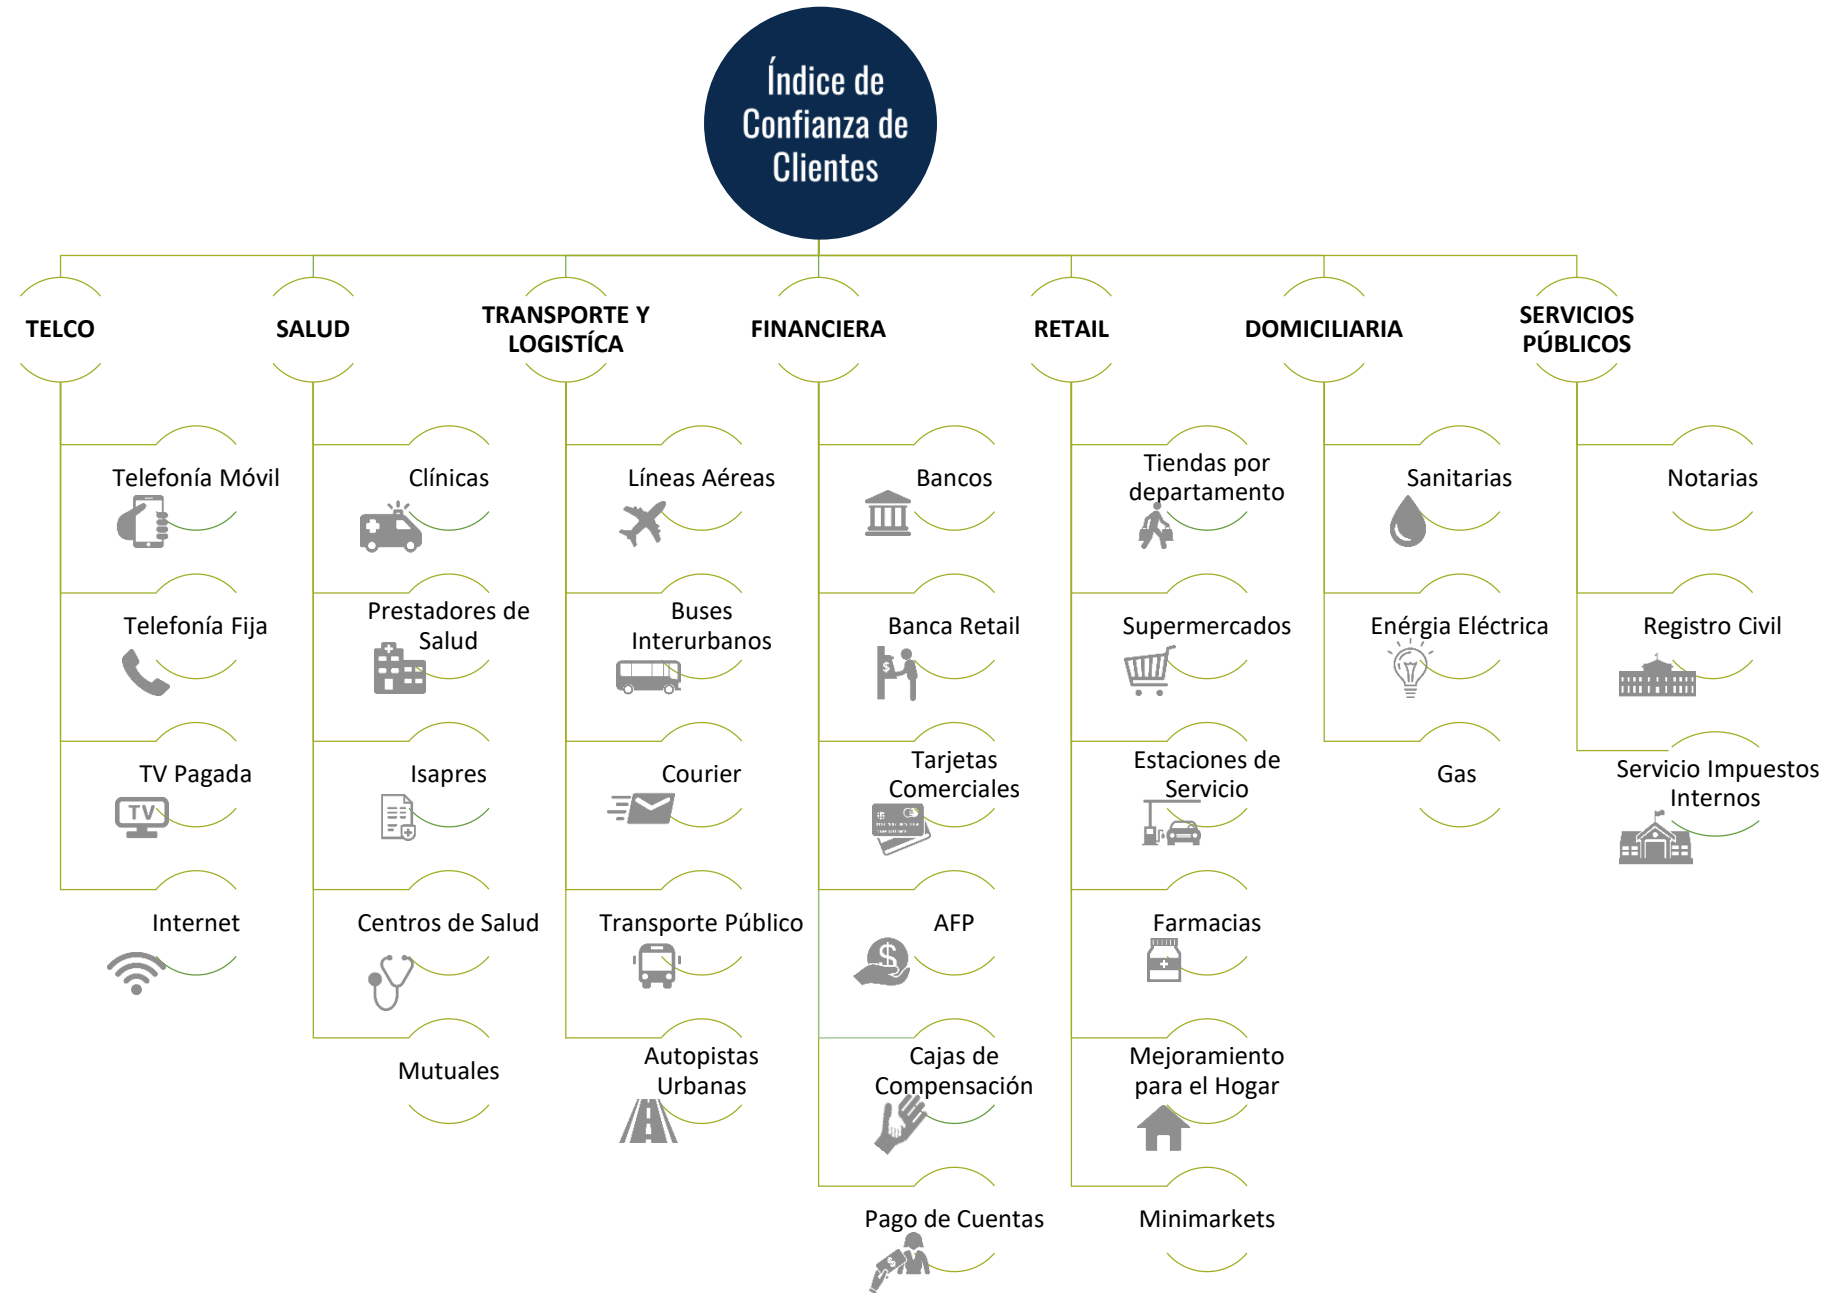 Índice de
Confianza de
Clientes
TELCO
SALUD
TRANSPORTE Y
LOGISTÍCA
FINANCIERA
RETAIL
DOMICILIARIA
SERVICIOS
PÚBLICOS
Telefonía Móvil
Telefonía Fija
TV Pagada
TV
Internet
Clínicas
Prestadores de
Salud
Isapres
Centros de Salud
Mutuales
Líneas Aéreas
Buses
Interurbanos
Courier
Transporte Público
Autopistas
Urbanas
Bancos
Banca Retail
$
Tarjetas
Comerciales
AFP
$
Cajas de
Compensación
Pago de Cuentas
$
Tiendas por
departamento
Supermercados
Estaciones de
Servicio
Farmacias
Mejoramiento
para el Hogar
Minimarkets
Sanitarias
Enérgia Eléctrica
Gas
Notarias
Registro Civil
Servicio Impuestos
Internos